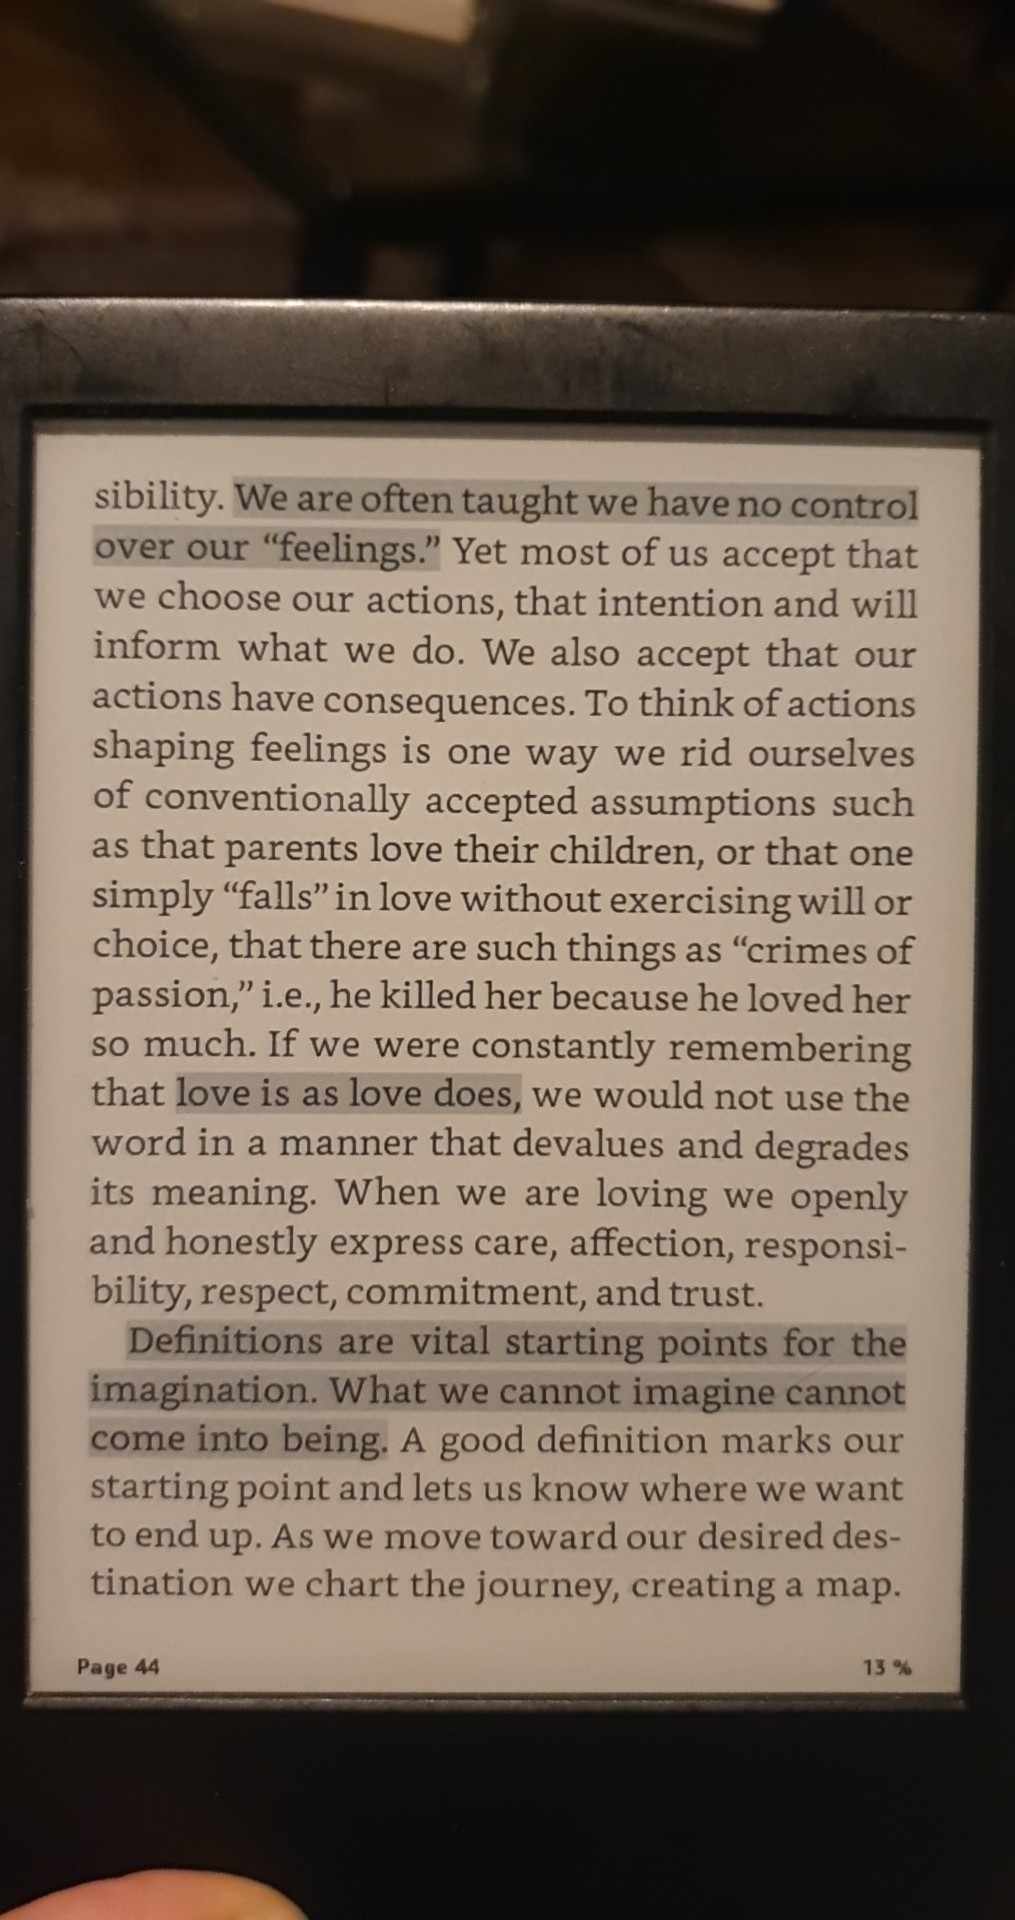 sibility. We are often taught we have no control
over our “feelings.” Yet most of us accept that
we choose our actions, that intention and will
inform what we do. We also accept that our
actions have consequences. To think of actions
shaping feelings is one way we rid ourselves
of conventionally accepted assumptions such
as that parents love their children, or that one
simply “falls” in love without exercising will or
choice, that there are such things as “crimes of
passion,” i.e., he killed her because he loved her
so much. If we were constantly remembering
that love is as love does, we would not use the
word in a manner that devalues and degrades
its meaning. When we are loving we openly
and honestly express care, affection, responsi-
bility, respect, commitment, and trust.
Definitions are vital starting points for the
imagination. What we cannot imagine cannot
come into being. A good definition marks our
starting point and lets us know where we want
to end up. As we move toward our desired des-
tination we chart the journey, creating a map.
Page 44 13 %